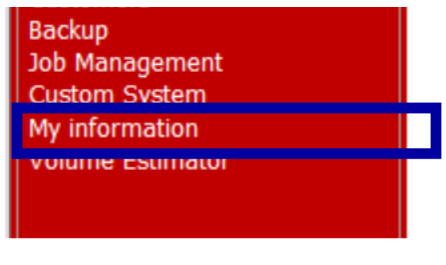 Backup
Job Management
Custom System
My information
Volume Estimator